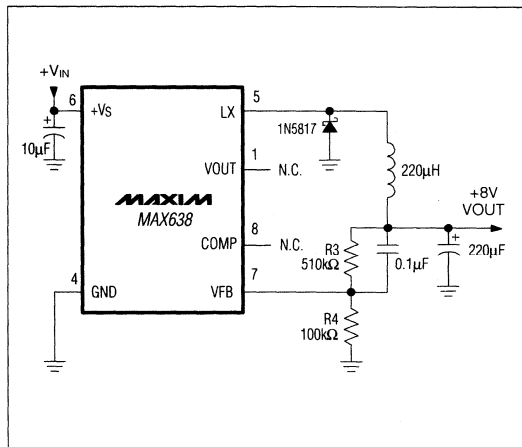 +VIN
6
+VS
LX
5
+
10μF
1N5817
VOUT
1
N.C.
220μH
MAXIM
MAX638
+8V
VOUT
COMP
8
N.C.
R3
510kΩ
0.1μF
+
220μF
4
GND
VFB
7
R4
100kΩ